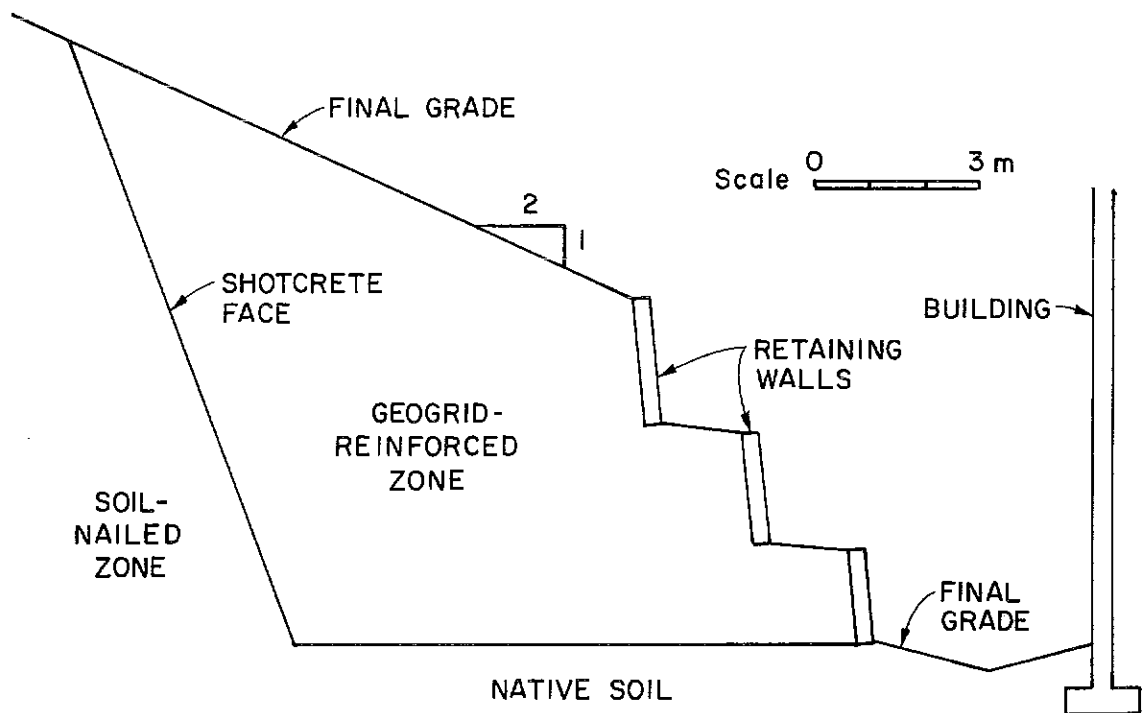 FINAL GRADE
0 3 m
Scale
2
1
SHOTCRETE
FACE
BUILDING
RETAINING
WALLS
GEOGRID-
REINFORCED
ZONE
SOIL-
NAILED
ZONE
FINAL
GRADE
NATIVE SOIL